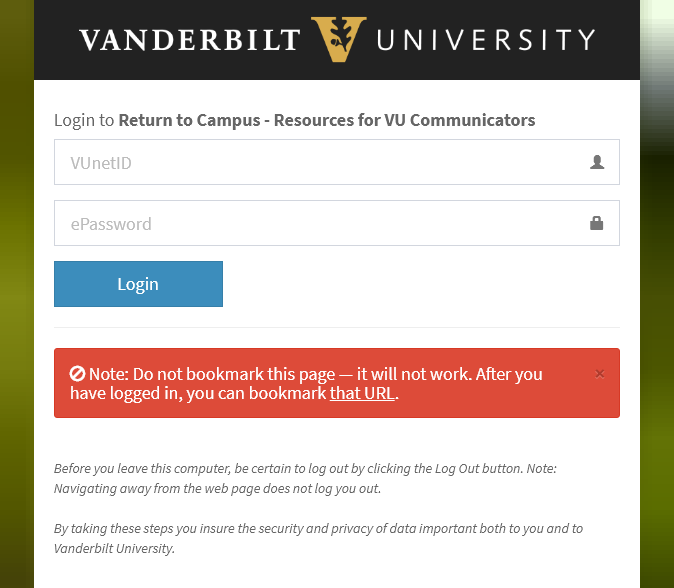 VANDERBILT V UNIVERSITY
Login to Return to Campus - Resources for VU Communicators
VUnetID
ePassword
Login
Note: Do not bookmark this page — it will not work. After you
have logged in, you can bookmark that URL.
×
Before you leave this computer, be certain to log out by clicking the Log Out button. Note:
Navigating away from the web page does not log you out.
By taking these steps you insure the security and privacy of data important both to you and to
Vanderbilt University.